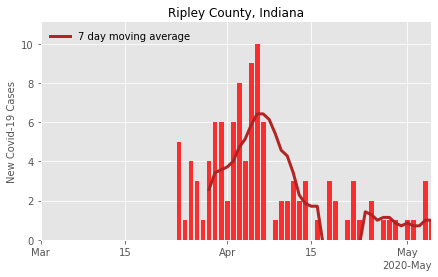 Ripley County, Indiana
7 day moving average
New Covid-19 Cases
10
8
6
4
2
0
Mar 15 Apr 15 May
2020-May